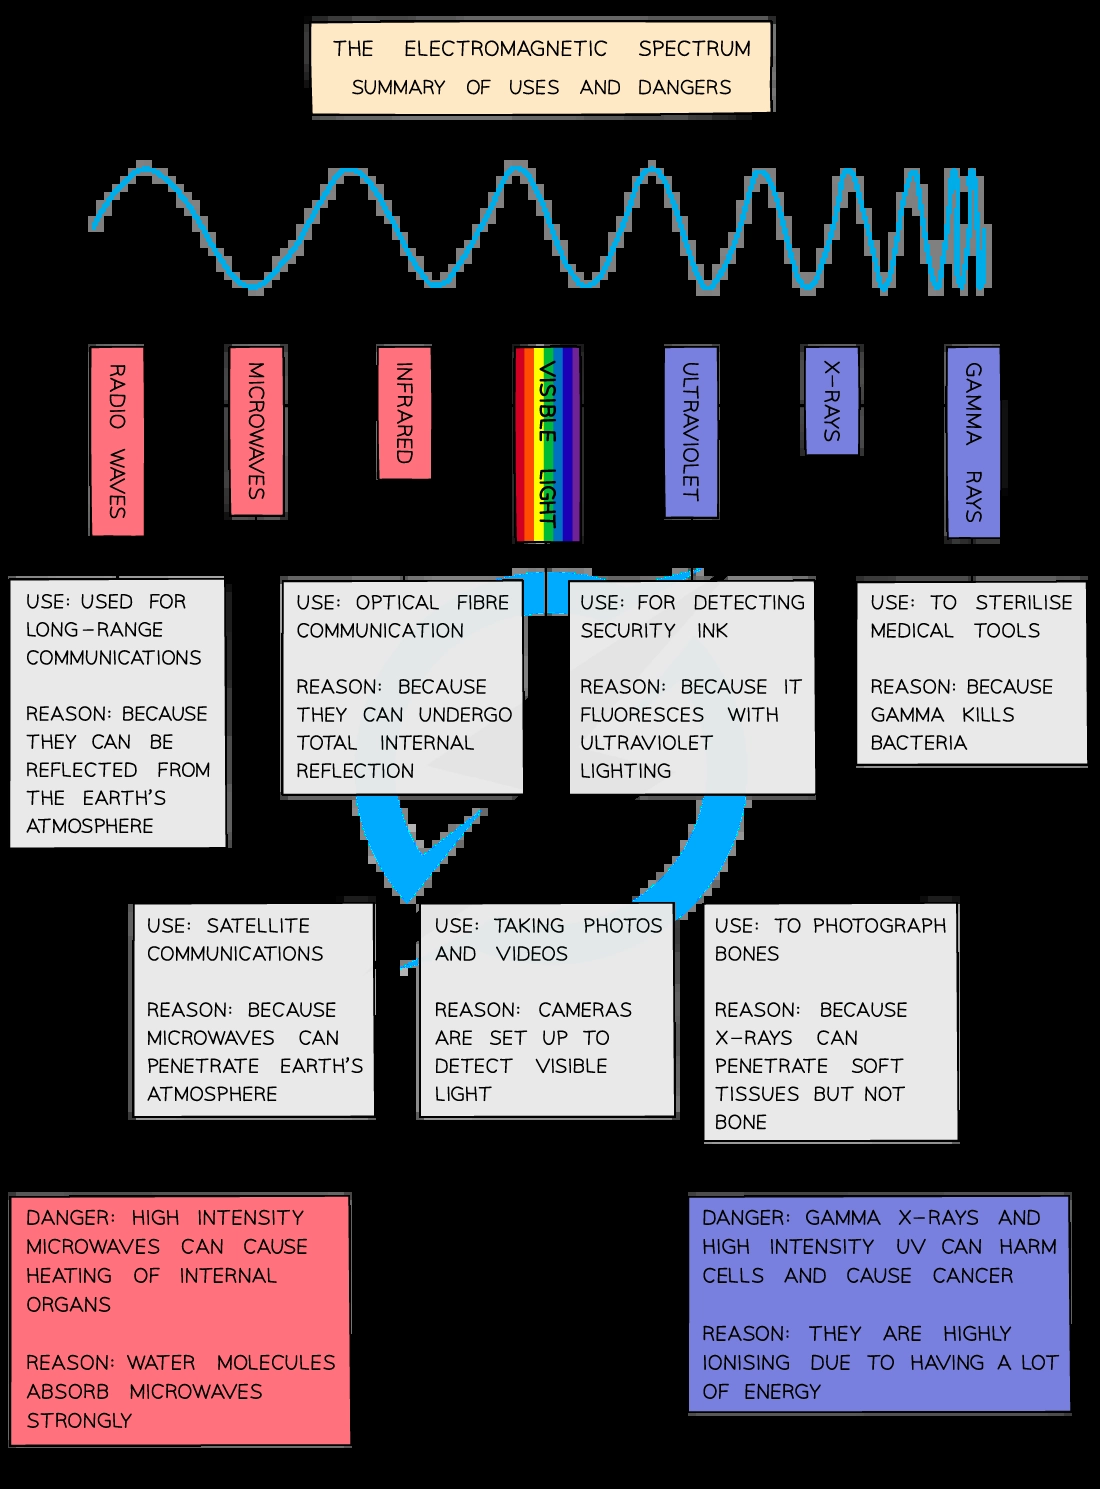 THE ELECTROMAGNETIC SPECTRUM
SUMMARY OF USES AND DANGERS
RADIO WAVES
MICROWAVES
INFRARED
VISIBLE LIGHT
ULTRAVIOLET
X-RAYS
GAMMA RAYS
USE: USED FOR
LONG-RANGE
COMMUNICATIONS
REASON: BECAUSE
THEY CAN BE
REFLECTED FROM
THE EARTH'S
ATMOSPHERE
USE: OPTICAL FIBRE
COMMUNICATION
REASON: BECAUSE
THEY CAN UNDERGO
TOTAL INTERNAL
REFLECTION
USE: FOR DETECTING
SECURITY INK
REASON: BECAUSE IT
FLUORESCES WITH
ULTRAVIOLET
LIGHTING
USE: TO STERILISE
MEDICAL TOOLS
REASON: BECAUSE
GAMMA KILLS
BACTERIA
USE: SATELLITE
COMMUNICATIONS
REASON: BECAUSE
MICROWAVES CAN
PENETRATE EARTH'S
ATMOSPHERE
USE: TAKING PHOTOS
AND VIDEOS
REASON: CAMERAS
ARE SET UP TO
DETECT VISIBLE
LIGHT
USE: TO PHOTOGRAPH
BONES
REASON: BECAUSE
X-RAYS CAN
PENETRATE SOFT
TISSUES BUT NOT
BONE
DANGER: HIGH INTENSITY
MICROWAVES CAN CAUSE
HEATING OF INTERNAL
ORGANS
REASON: WATER MOLECULES
ABSORB MICROWAVES
STRONGLY
DANGER: GAMMA X-RAYS AND
HIGH INTENSITY UV CAN HARM
CELLS AND CAUSE CANCER
REASON: THEY ARE HIGHLY
IONISING DUE TO HAVING A LOT
OF ENERGY